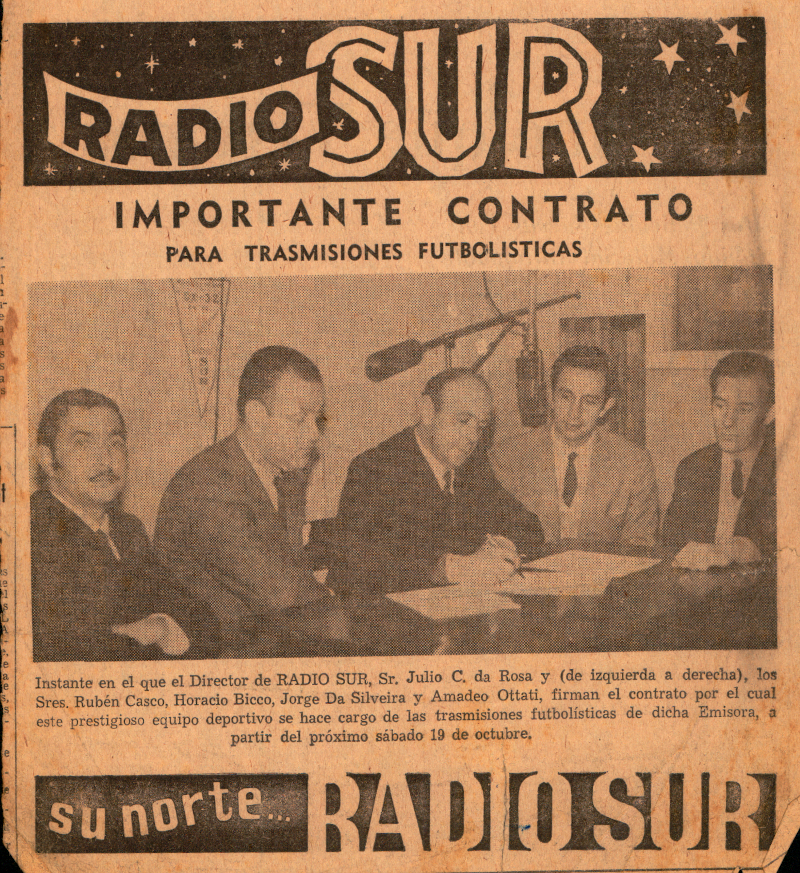 RADIO SUR
IMPORTANTE CONTRATO
PARA TRASMISIONES FUTBOLISTICAS
Instante en el que el Director de RADIO SUR, Sr. Julio C. da Rosa y (de izquierda a derecha), los
Sres. Rubén Casco, Horacio Bicco, Jorge Da Silveira y Amadeo Ottati, firman el contrato por el cual
este prestigioso equipo deportivo se hace cargo de las trasmisiones futbolísticas de dicha Emisora, a
partir del próximo sábado 19 de octubre.
su norte... RADIO SUR